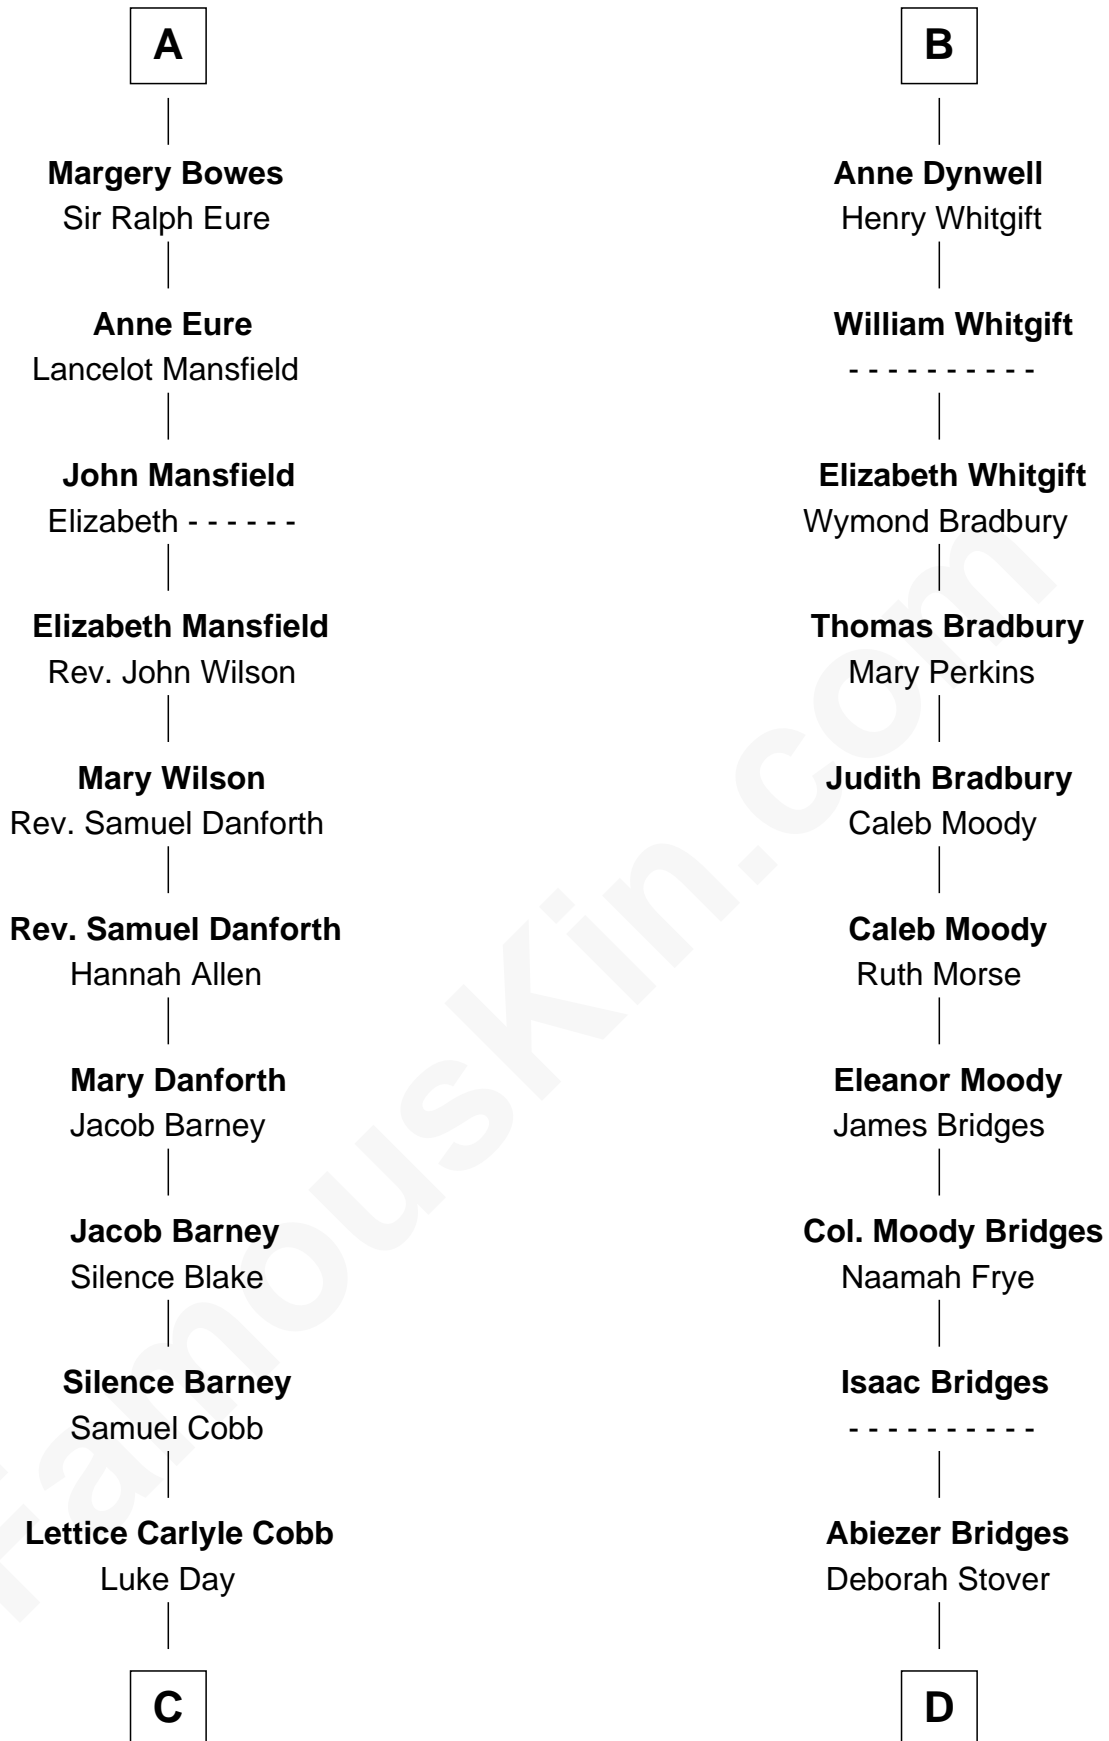 A
Margery Bowes
Sir Ralph Eure
Anne Eure
Lancelot Mansfield
John Mansfield
Elizabeth - - - - - -
Elizabeth Mansfield
Rev. John Wilson
Mary Wilson
Rev. Samuel Danforth
Rev. Samuel Danforth
Hannah Allen
Mary Danforth
Jacob Barney
Jacob Barney
Silence Blake
Silence Barney
Samuel Cobb
Lettice Carlyle Cobb
Luke Day
C
B
Anne Dynwell
Henry Whitgift
William Whitgift
- - - - - - - - - -
Elizabeth Whitgift
Wymond Bradbury
Thomas Bradbury
Mary Perkins
Judith Bradbury
Caleb Moody
Caleb Moody
Ruth Morse
Eleanor Moody
James Bridges
Col. Moody Bridges
Naamah Frye
Isaac Bridges
- - - - - - - - - -
Abiezer Bridges
Deborah Stover
D
FamousKin.com